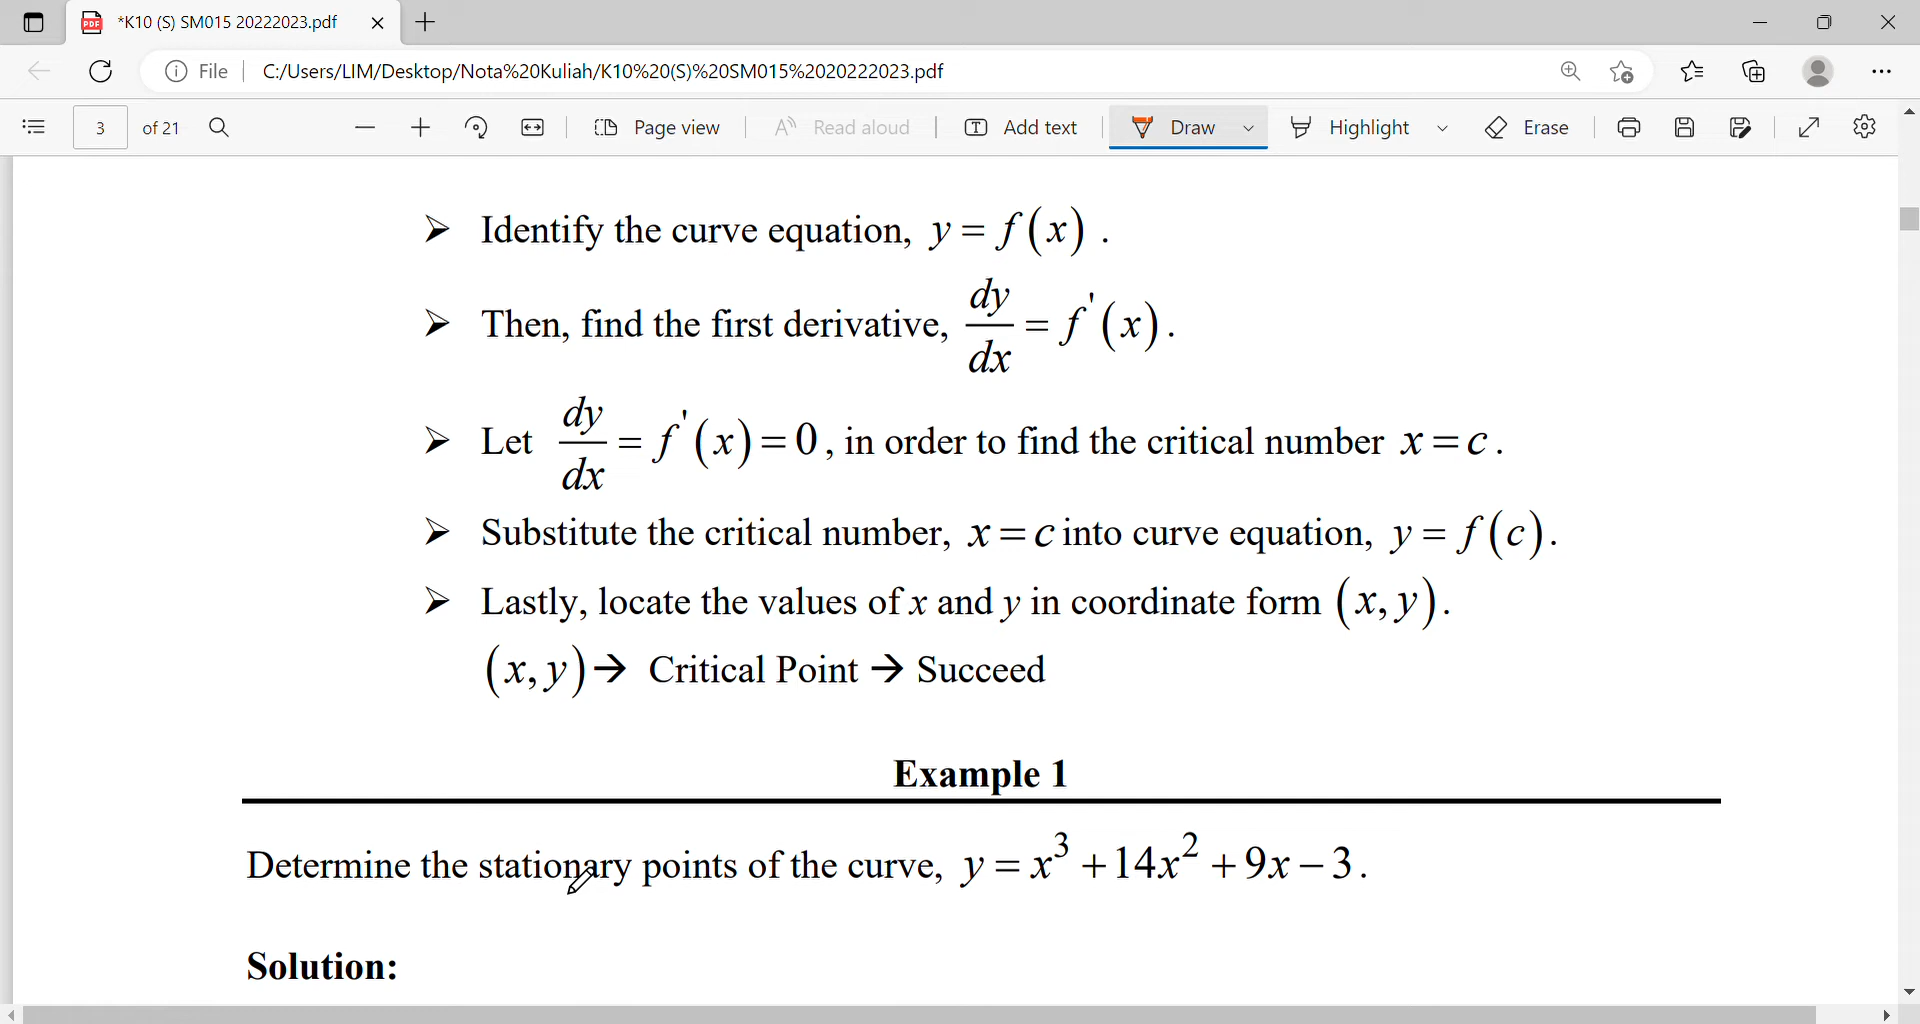 *K10 (S) SM015 20222023.pdf
File C:/Users/LIM/Desktop/Nota%20Kuliah/K10%20(S)%20SM015%2020222023.pdf
3 of 21 Page view Read aloud Add text Draw Highlight Erase
➢ Identify the curve equation, y = f(x) .
➢ Then, find the first derivative, dy/dx = f'(x).
➢ Let dy/dx = f'(x) = 0, in order to find the critical number x = c.
➢ Substitute the critical number, x = c into curve equation, y = f(c).
➢ Lastly, locate the values of x and y in coordinate form (x, y).
(x, y) → Critical Point → Succeed
Example 1
Determine the stationary points of the curve, y = x³ + 14x² + 9x − 3.
Solution: